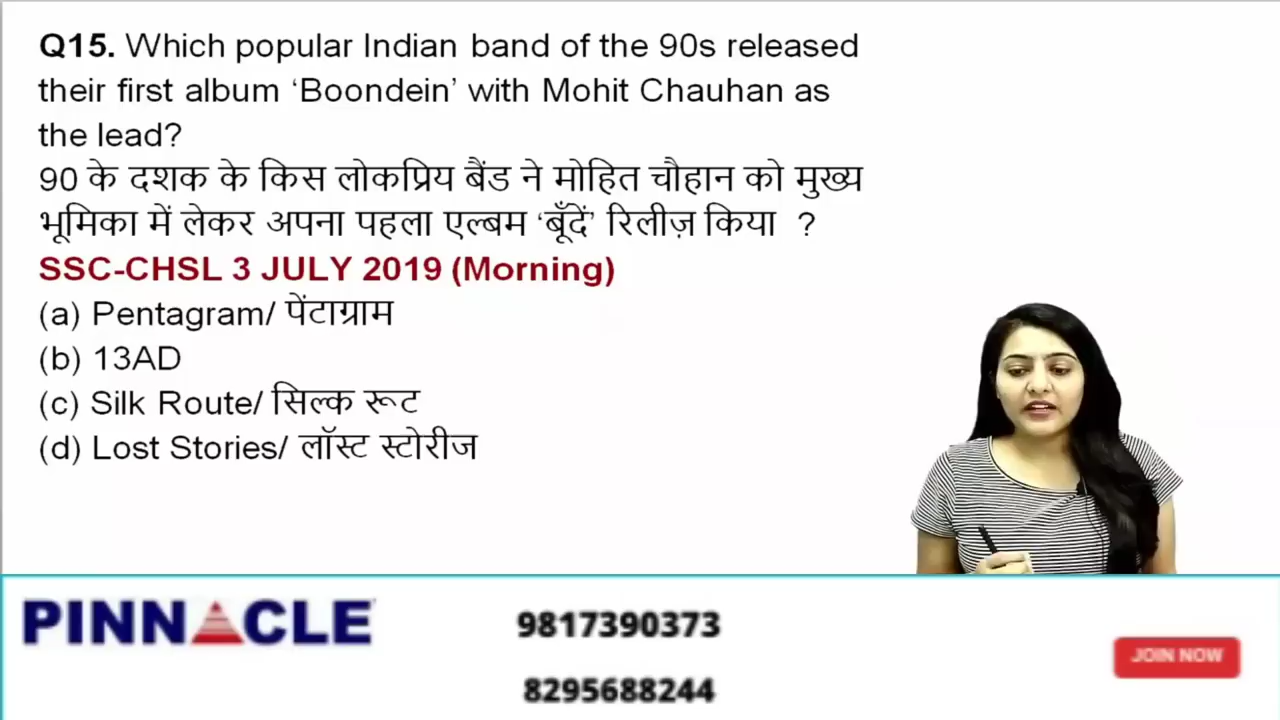 Q15. Which popular Indian band of the 90s released
their first album ‘Boondein’ with Mohit Chauhan as
the lead?
90 के दशक के किस लोकप्रिय बैंड ने मोहित चौहान को मुख्य
भूमिका में लेकर अपना पहला एल्बम ‘बूँदें’ रिलीज़ किया ?
SSC-CHSL 3 JULY 2019 (Morning)
(a) Pentagram/ पेंटाग्राम
(b) 13AD
(c) Silk Route/ सिल्क रूट
(d) Lost Stories/ लॉस्ट स्टोरीज
PINNACLE
9817390373
8295688244
JOIN NOW